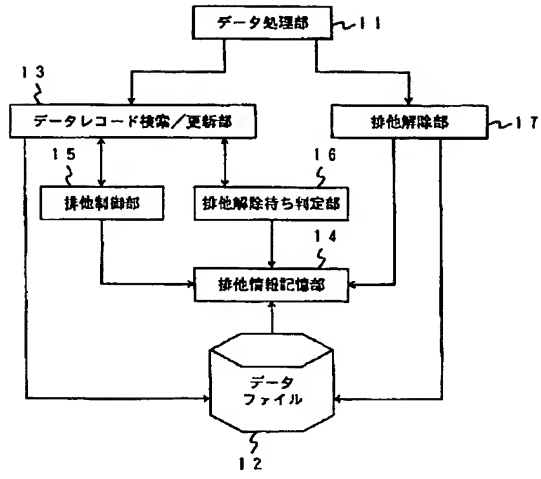 データ処理部
11
13
データレコード検索/更新部
排他解除部
17
15
16
排他制御部
排他解除待ち判定部
14
排他情報記憶部
データ
ファイル
12